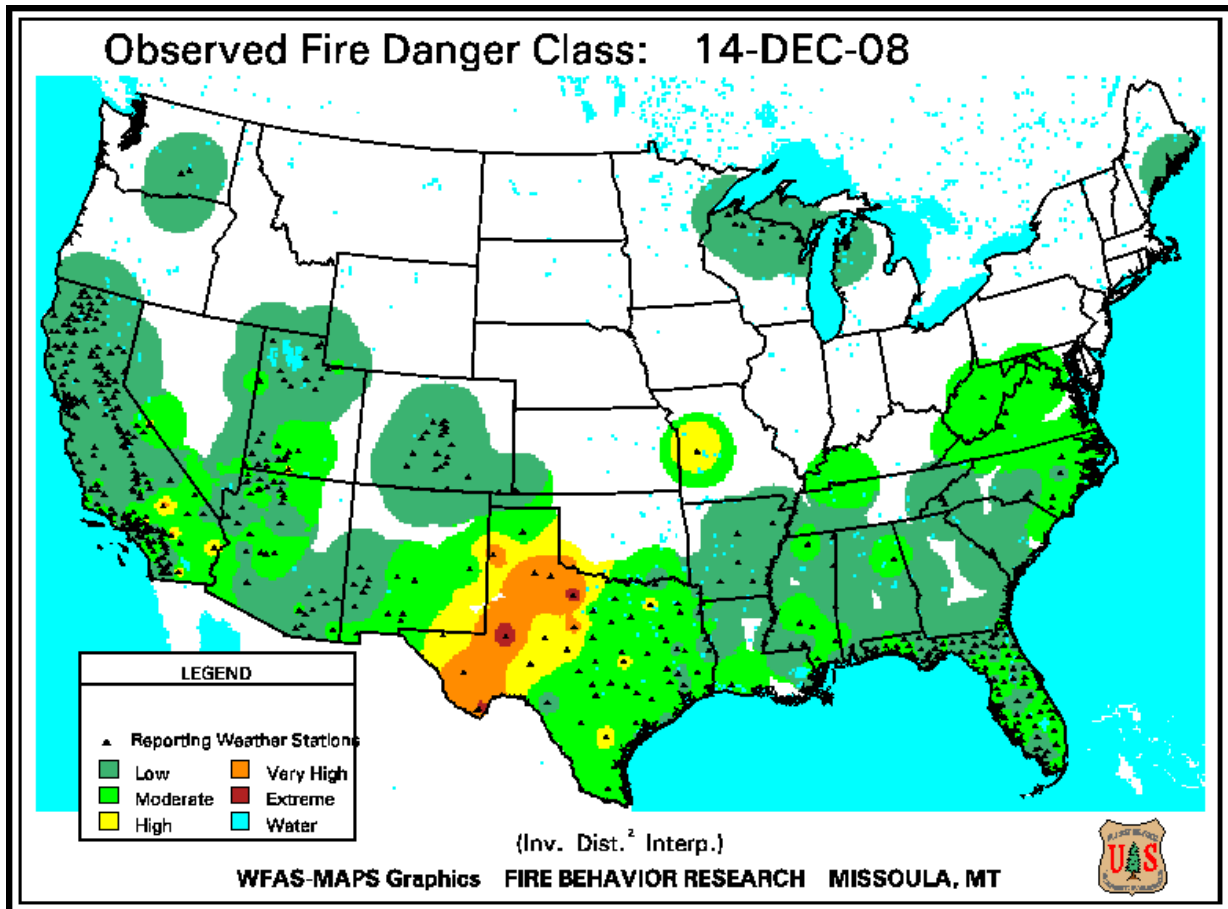 Observed Fire Danger Class: 14-DEC-08
LEGEND
Reporting Weather Stations
Low
Very High
Moderate
Extreme
High
Water
(Inv. Dist.² Interp.)
WFAS-MAPS Graphics FIRE BEHAVIOR RESEARCH MISSOULA, MT
U S